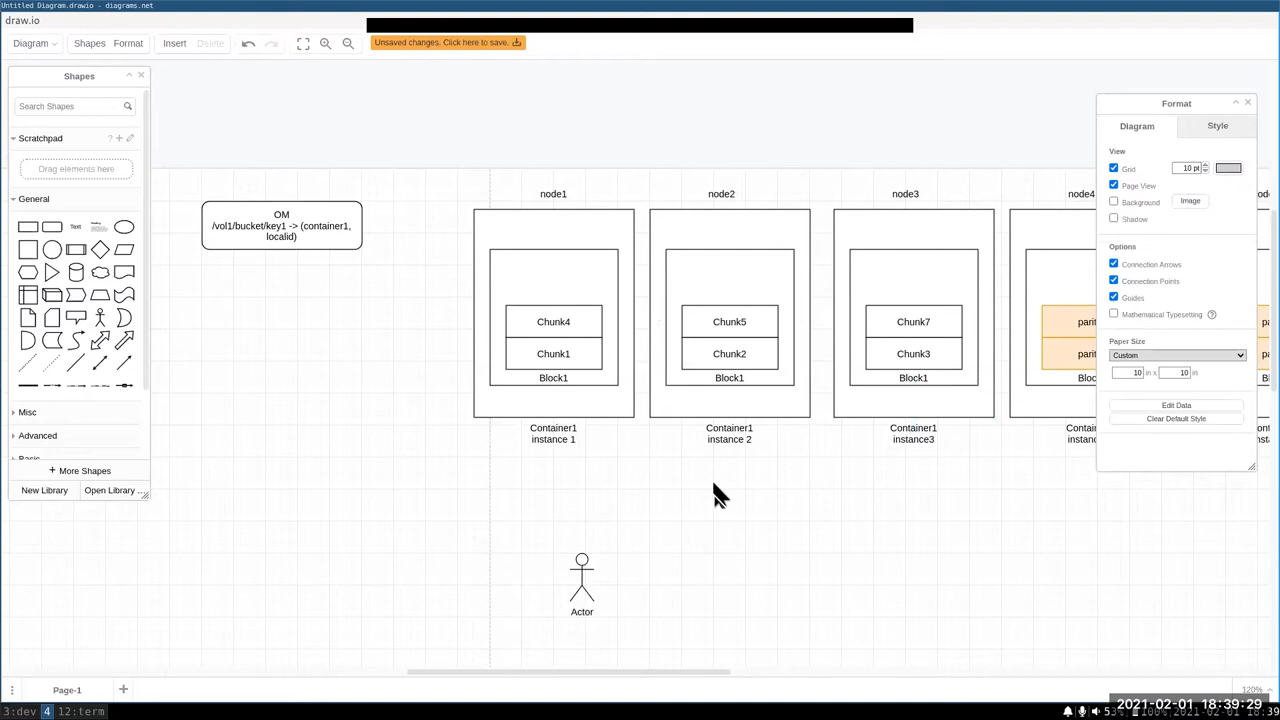 Untitled Diagram.drawio - diagrams.net
draw.io
Diagram
Shapes
Format
Insert
Delete
Unsaved changes. Click here to save.
Shapes
Search Shapes
Scratchpad
?
Drag elements here
General
Text
Misc
Advanced
+ More Shapes
New Library
Open Library ...
OM
/vol1/bucket/key1 -> (container1,
localid)
node1
node2
node3
node4
Chunk4
Chunk1
Block1
Chunk5
Chunk2
Block1
Chunk7
Chunk3
Block1
Container1
instance 1
Container1
instance 2
Container1
instance3
Actor
Format
Diagram
Style
View
Grid
10 pt
Page View
Background
Image
Shadow
Options
Connection Arrows
Connection Points
Guides
Mathematical Typesetting
?
Paper Size
Custom
10 in x 10 in
Edit Data
Clear Default Style
Page-1
120%
2021-02-01 18:39:29
3:dev
4
12:term